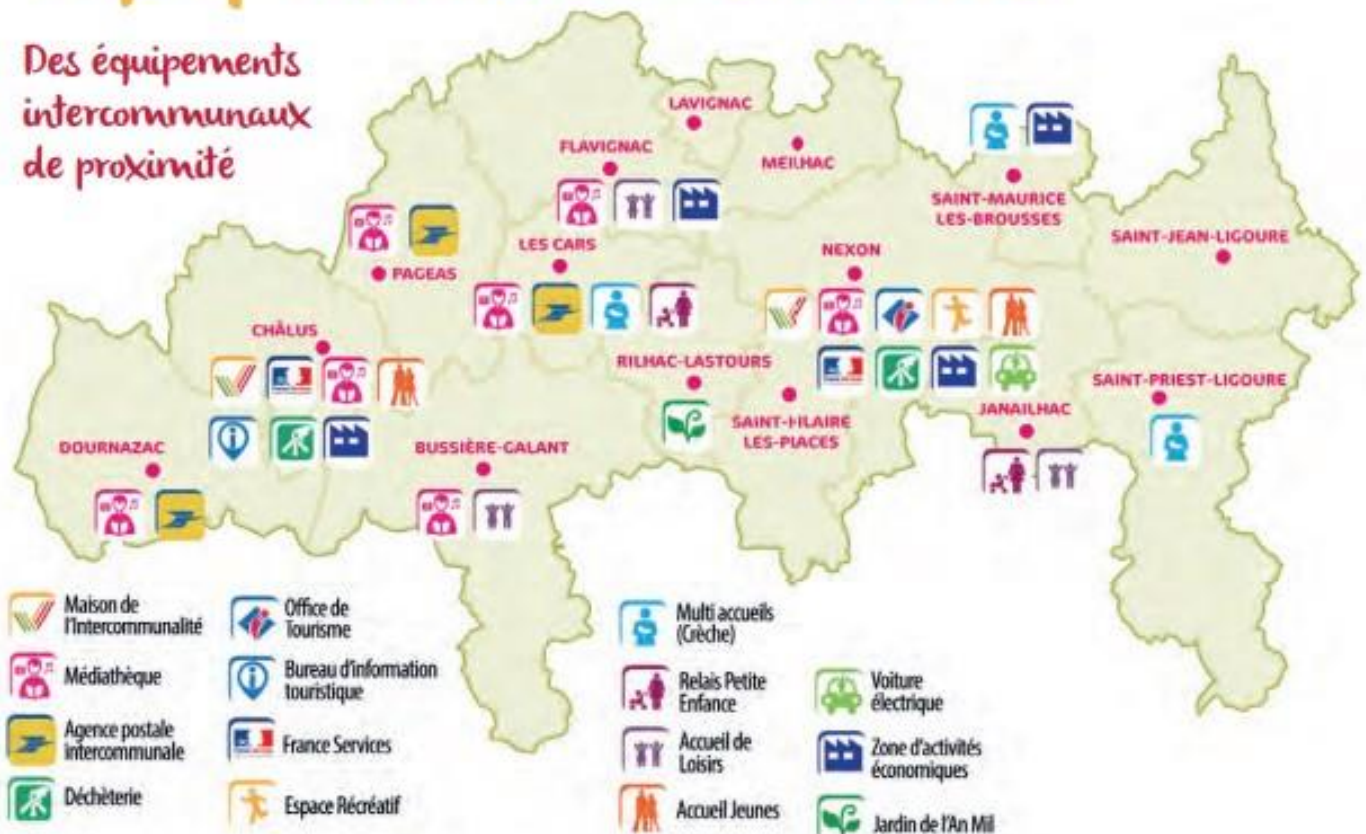 Des équipements
intercommunaux
de proximité
LAVIGNAC
FLAVIGNAC
MEILHAC
SAINT-MAURICE
LES-BROUSSES
SAINT-JEAN-LIGOURE
LES CARS
NEXON
PAGEAS
CHÂLUS
RILHAC-LASTOURS
SAINT-HILAIRE
LES-PLACES
SAINT-PRIEST-LIGOURE
JANAILHAC
DOURNAZAC
BUSSIÈRE-GALANT
Maison de
l'Intercommunalité
Médiathèque
Agence postale
intercommunale
Déchèterie
Office de
Tourisme
Bureau d'information
touristique
France Services
Espace Récréatif
Multi accueils
(Crèche)
Relais Petite
Enfance
Accueil de
Loisirs
Accueil Jeunes
Voiture
électrique
Zone d'activités
économiques
Jardin de l'An Mil